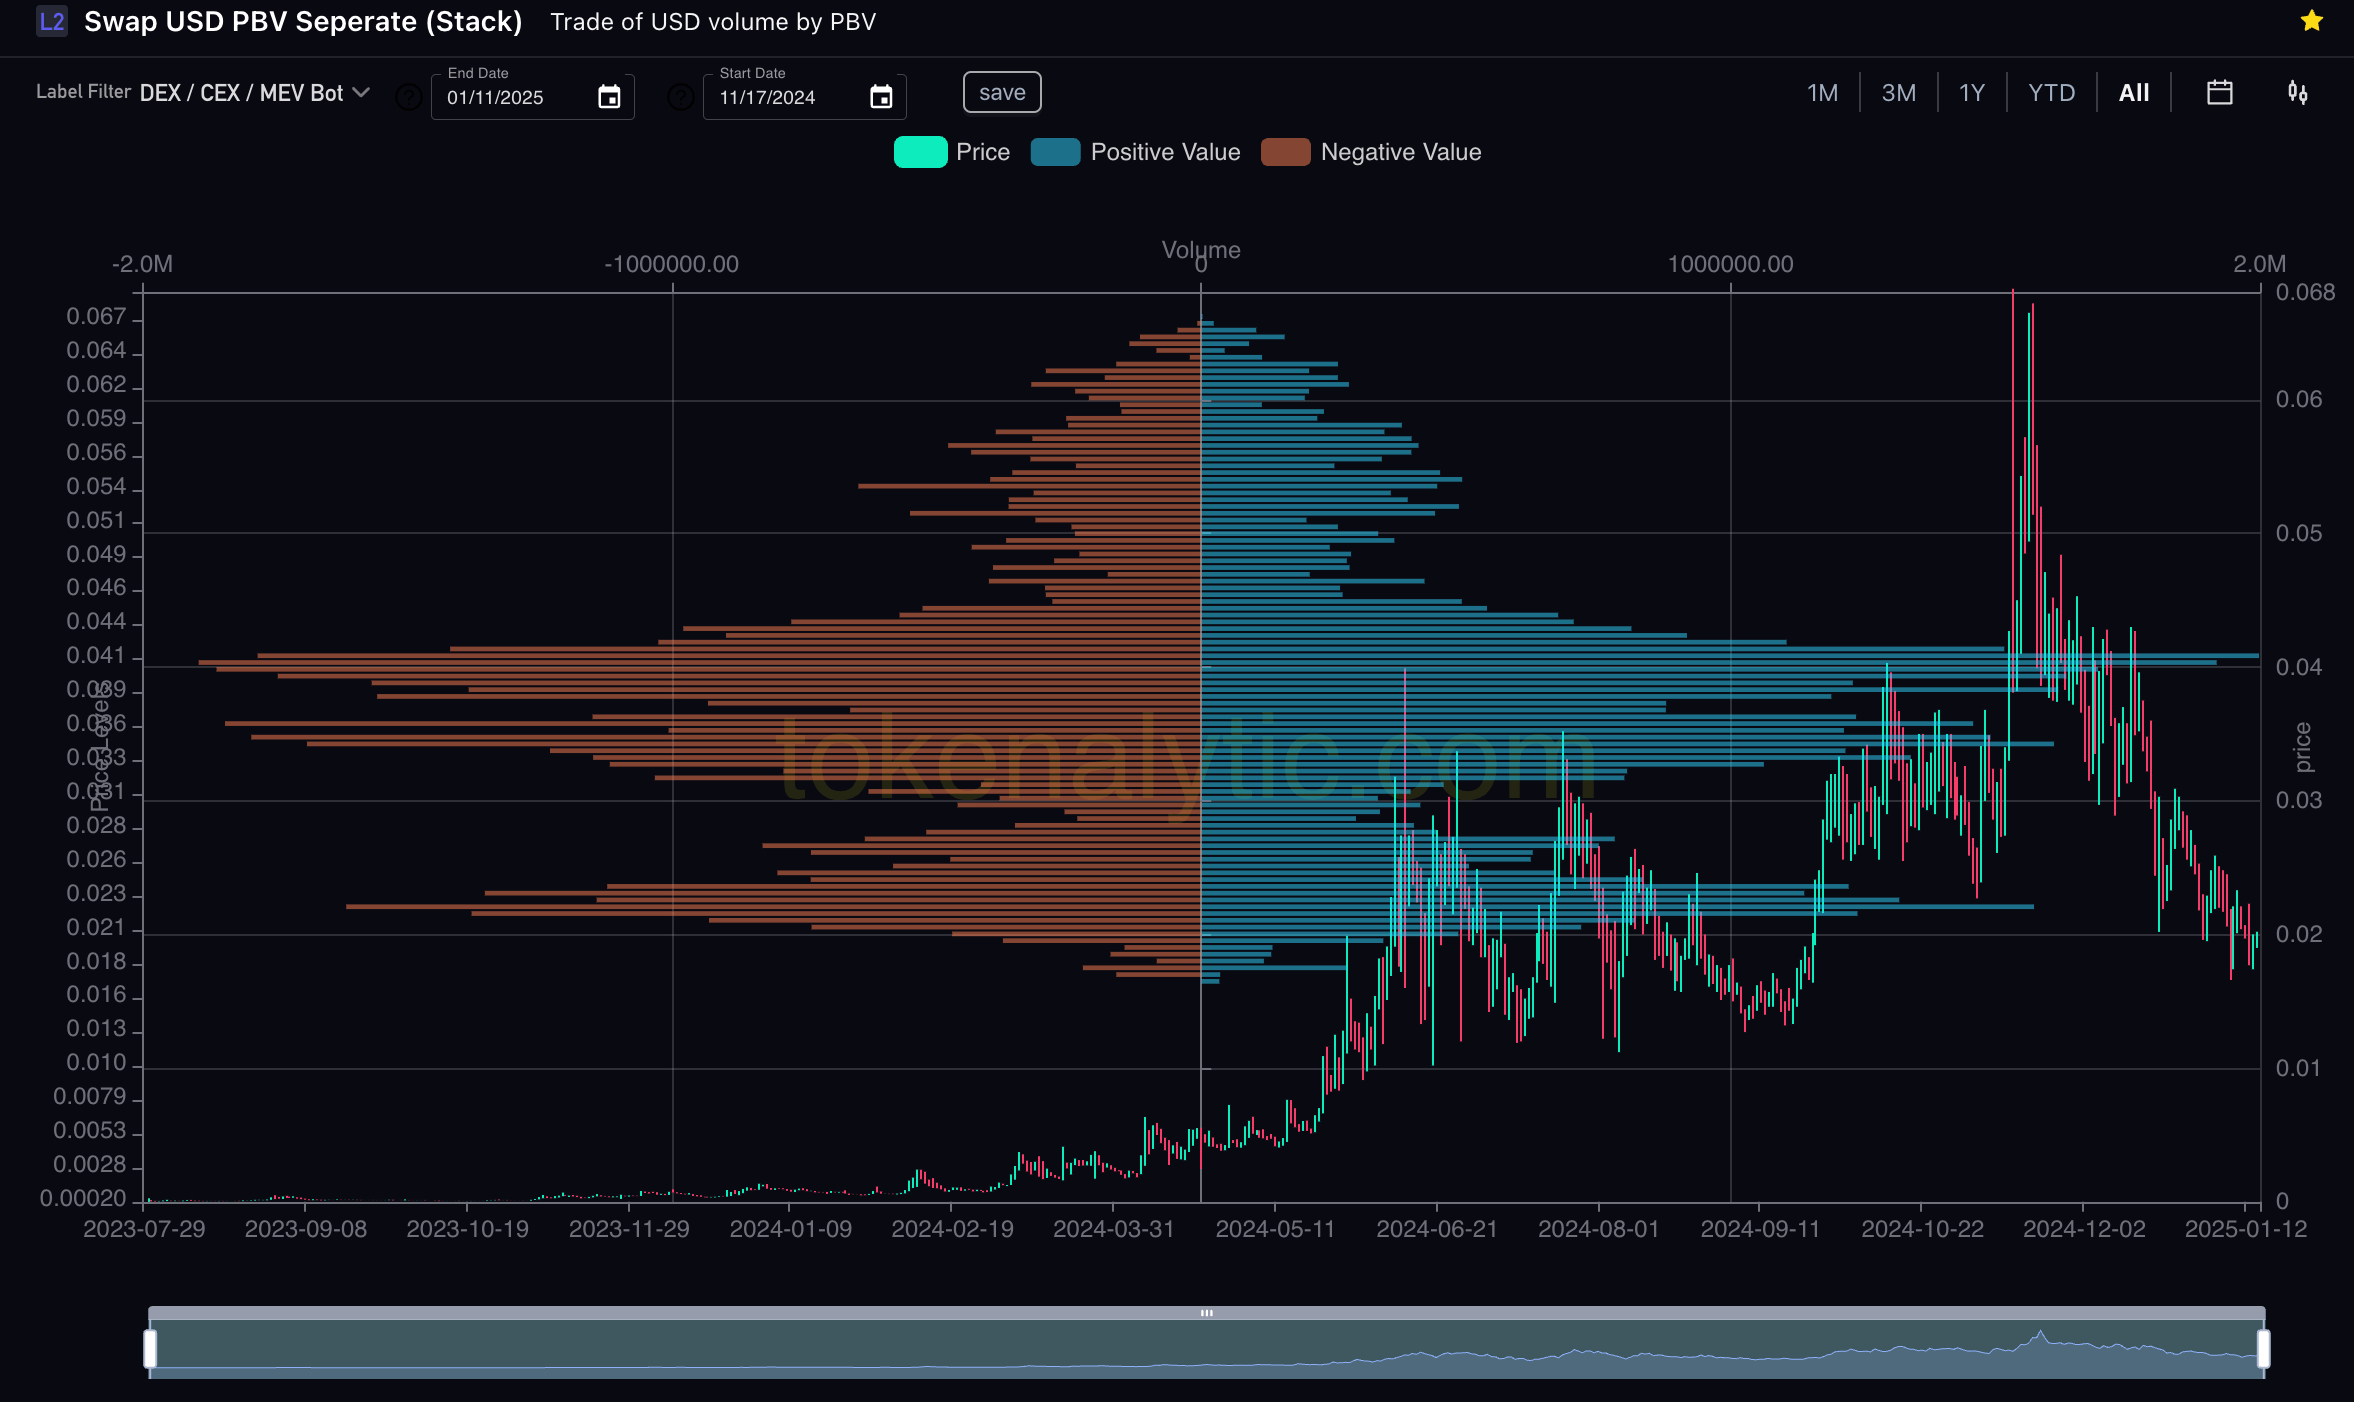 L2 Swap USD PBV Seperate (Stack) Trade of USD volume by PBV
Label Filter DEX / CEX / MEV Bot
End Date
01/11/2025
Start Date
11/17/2024
save
1M 3M 1Y YTD All
Price Positive Value Negative Value
Volume
-2.0M -1000000.00 0 1000000.00 2.0M
0.067
0.064
0.062
0.059
0.056
0.054
0.051
0.049
0.046
0.044
0.041
0.039
0.036
0.033
0.031
0.028
0.026
0.023
0.021
0.018
0.016
0.013
0.010
0.0079
0.0053
0.0028
0.00020
Price Levels
tokenalytic.com
0.068
0.06
0.05
0.04
0.03
0.02
0.01
0
price
2023-07-29 2023-09-08 2023-10-19 2023-11-29 2024-01-09 2024-02-19 2024-03-31 2024-05-11 2024-06-21 2024-08-01 2024-09-11 2024-10-22 2024-12-02 2025-01-12